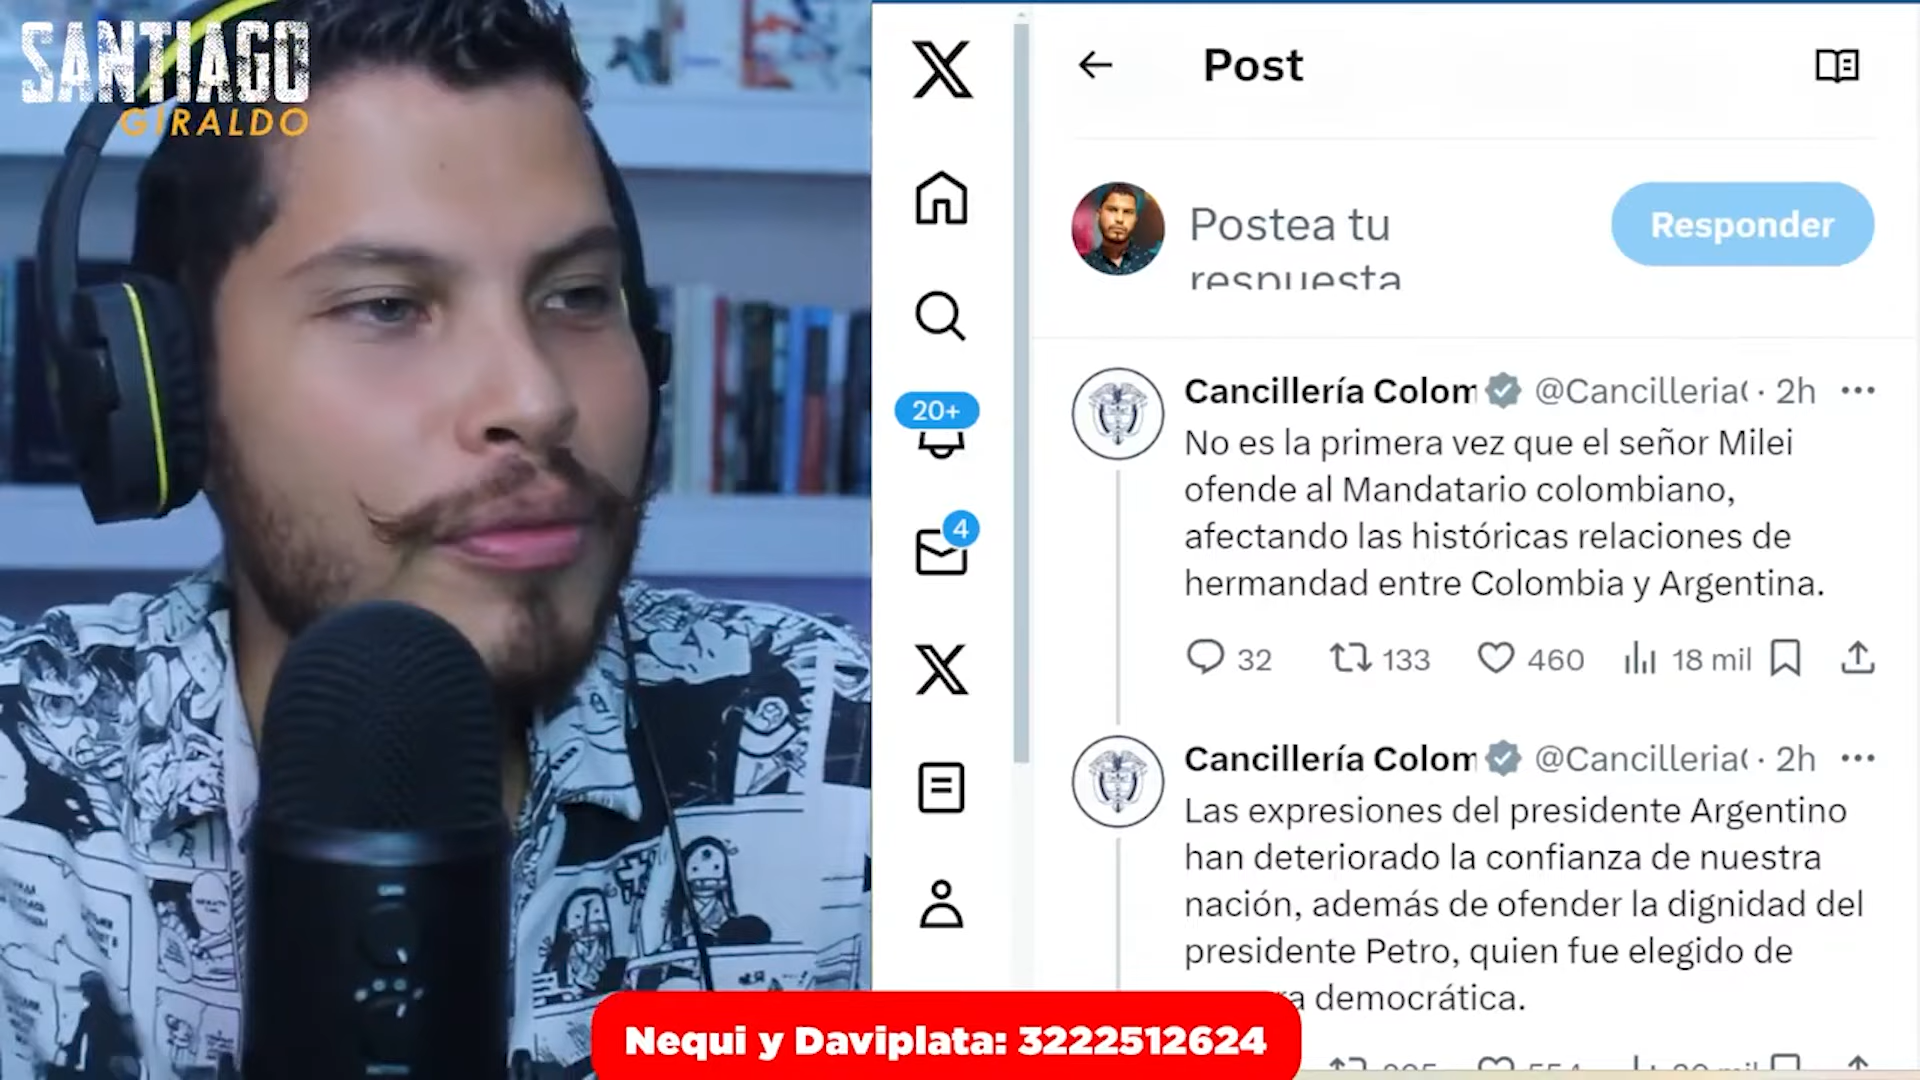 SANTIAGO
GIRALDO
Post
Postea tu
respuesta
Responder
20+
4
Cancillería Colom @Cancilleria( · 2h
No es la primera vez que el señor Milei
ofende al Mandatario colombiano,
afectando las históricas relaciones de
hermandad entre Colombia y Argentina.
32 133 460 18 mil
Cancillería Colom @Cancilleria( · 2h
Las expresiones del presidente Argentino
han deteriorado la confianza de nuestra
nación, además de ofender la dignidad del
presidente Petro, quien fue elegido de
ra democrática.
Nequi y Daviplata: 3222512624